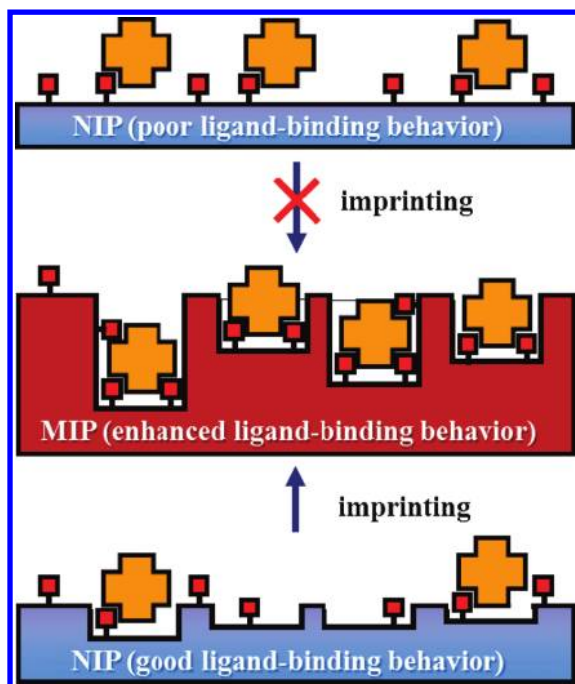 NIP (poor ligand-binding behavior)
imprinting
MIP (enhanced ligand-binding behavior)
imprinting
NIP (good ligand-binding behavior)